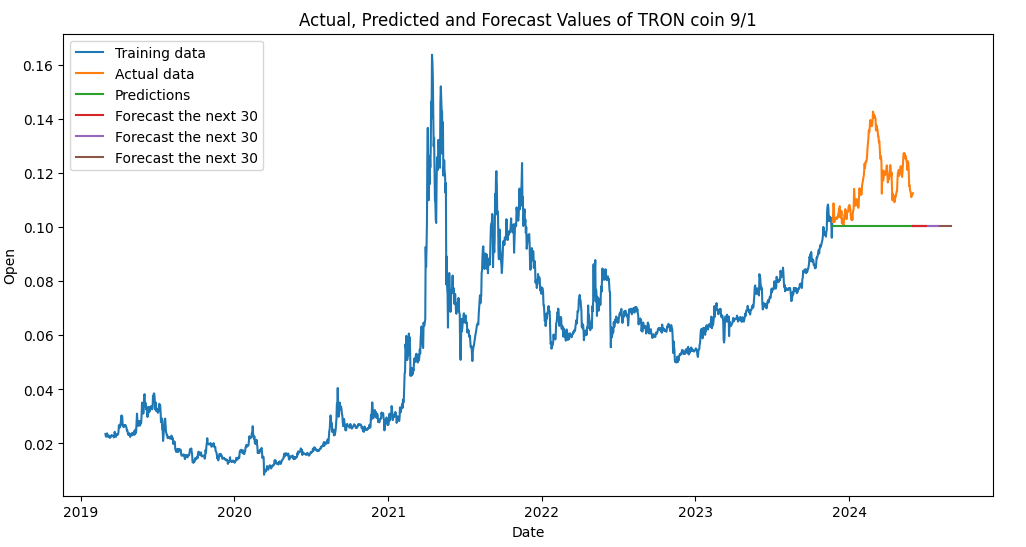 Actual, Predicted and Forecast Values of TRON coin 9/1
Training data
Actual data
Predictions
Forecast the next 30
Forecast the next 30
Forecast the next 30
0.16
0.14
0.12
0.10
0.08
0.06
0.04
0.02
Open
2019
2020
2021
2022
2023
2024
Date